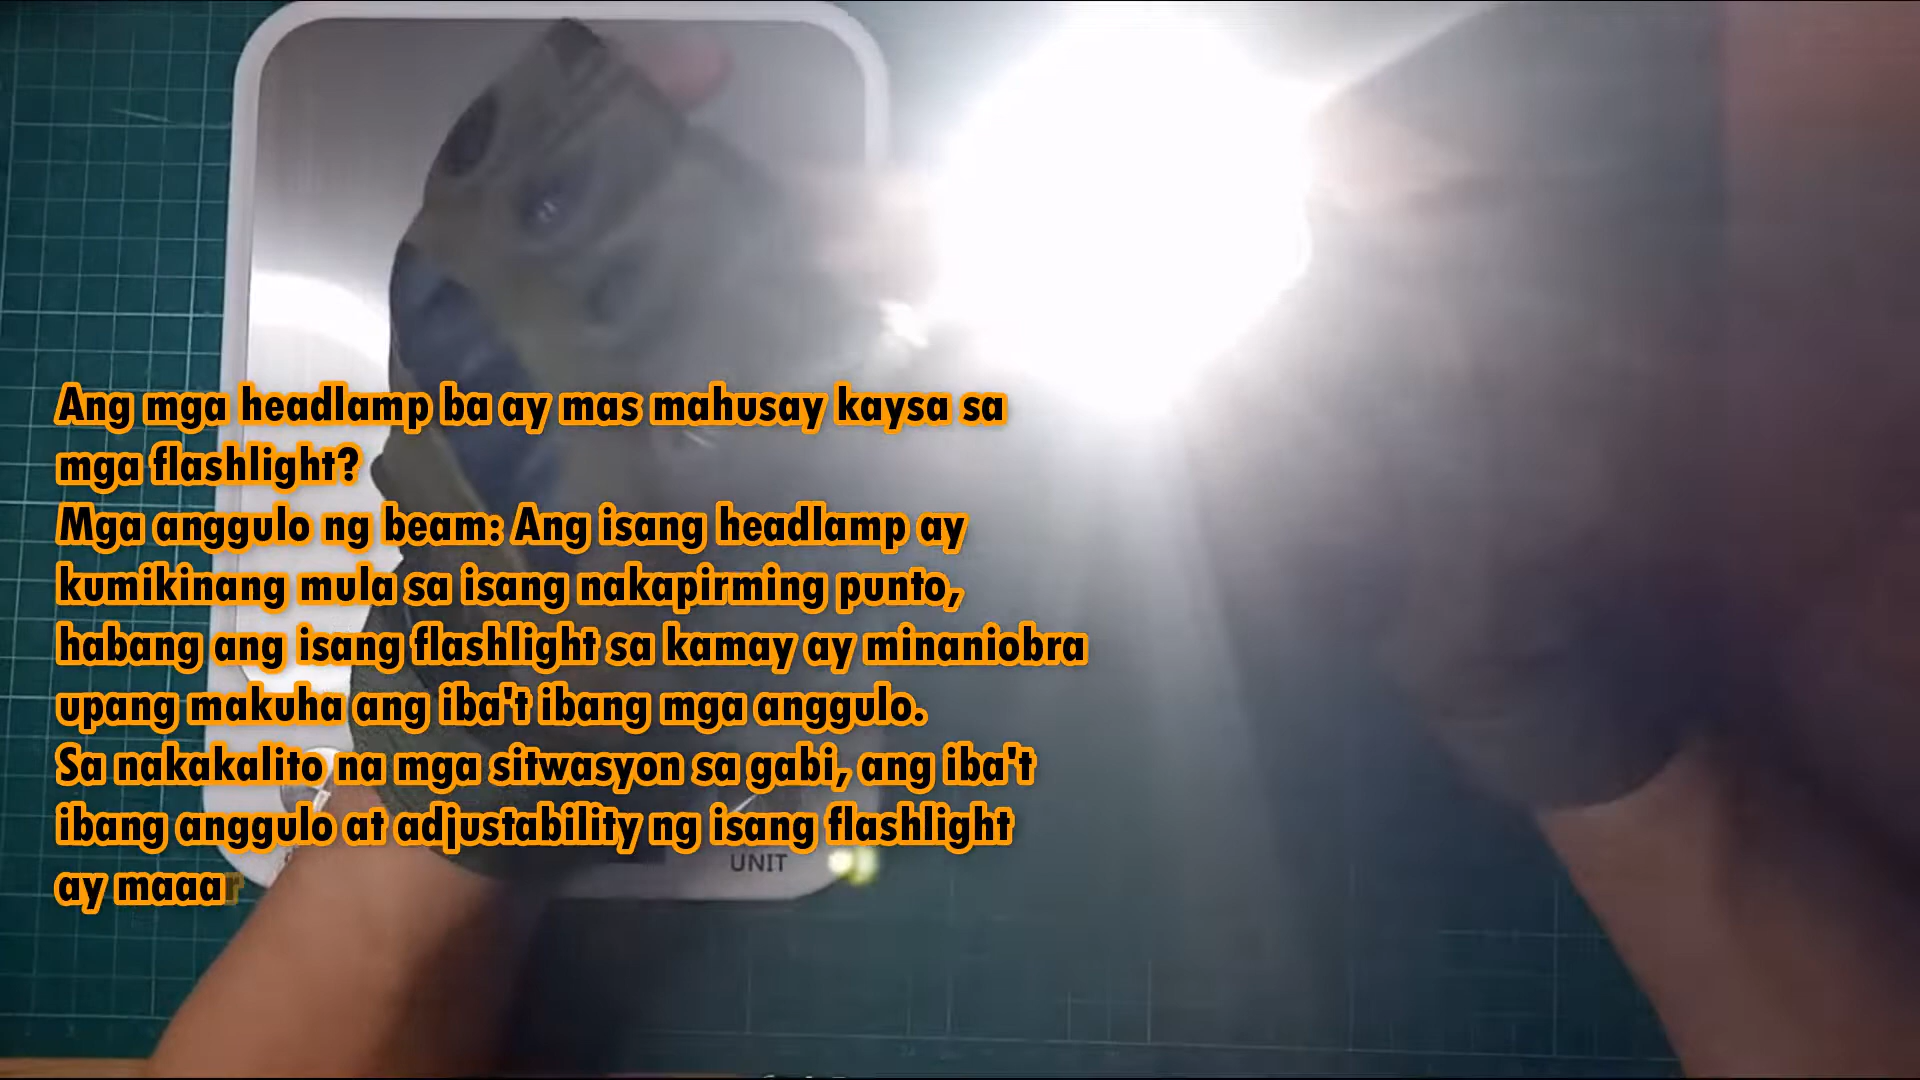 Ang mga headlamp ba ay mas mahusay kaysa sa
mga flashlight?
Mga anggulo ng beam: Ang isang headlamp ay
kumikinang mula sa isang nakapirming punto,
habang ang isang flashlight sa kamay ay minaniobra
upang makuha ang iba't ibang mga anggulo.
Sa nakakalito na mga sitwasyon sa gabi, ang iba't
ibang anggulo at adjustability ng isang flashlight
ay maaar
UNIT